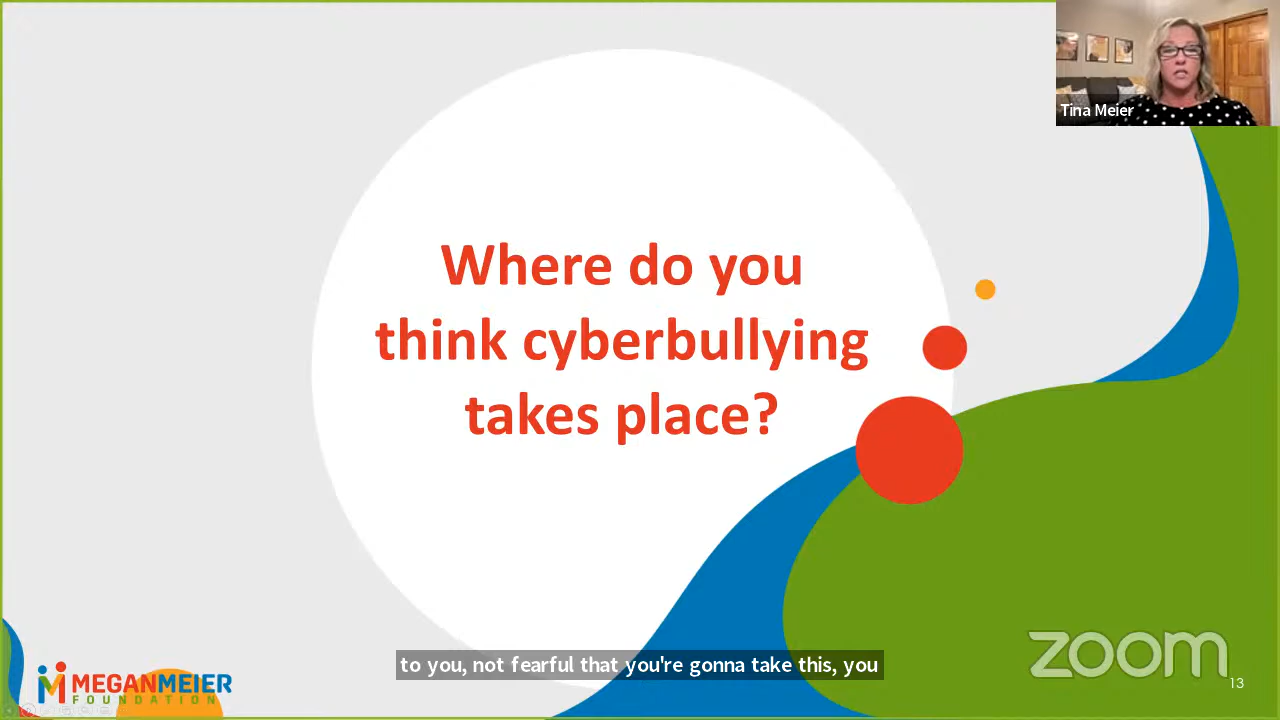 Tina Meier
Where do you
think cyberbullying
takes place?
to you, not fearful that you're gonna take this, you
MEGANMEIER
FOUNDATION
zoom
13